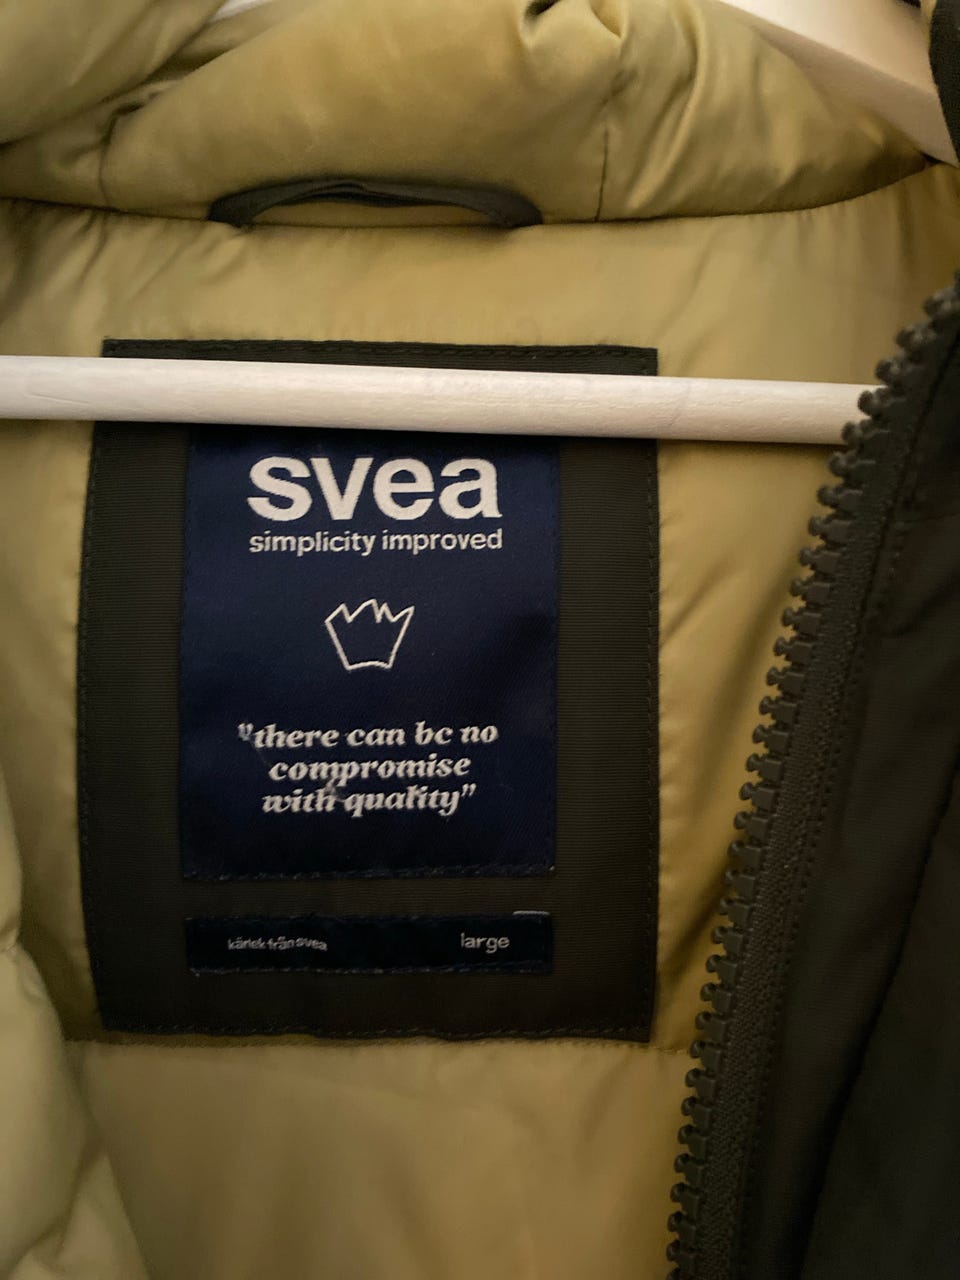 svea
simplicity improved
"there can be no
compromise
with quality"
kärlek från svea
large